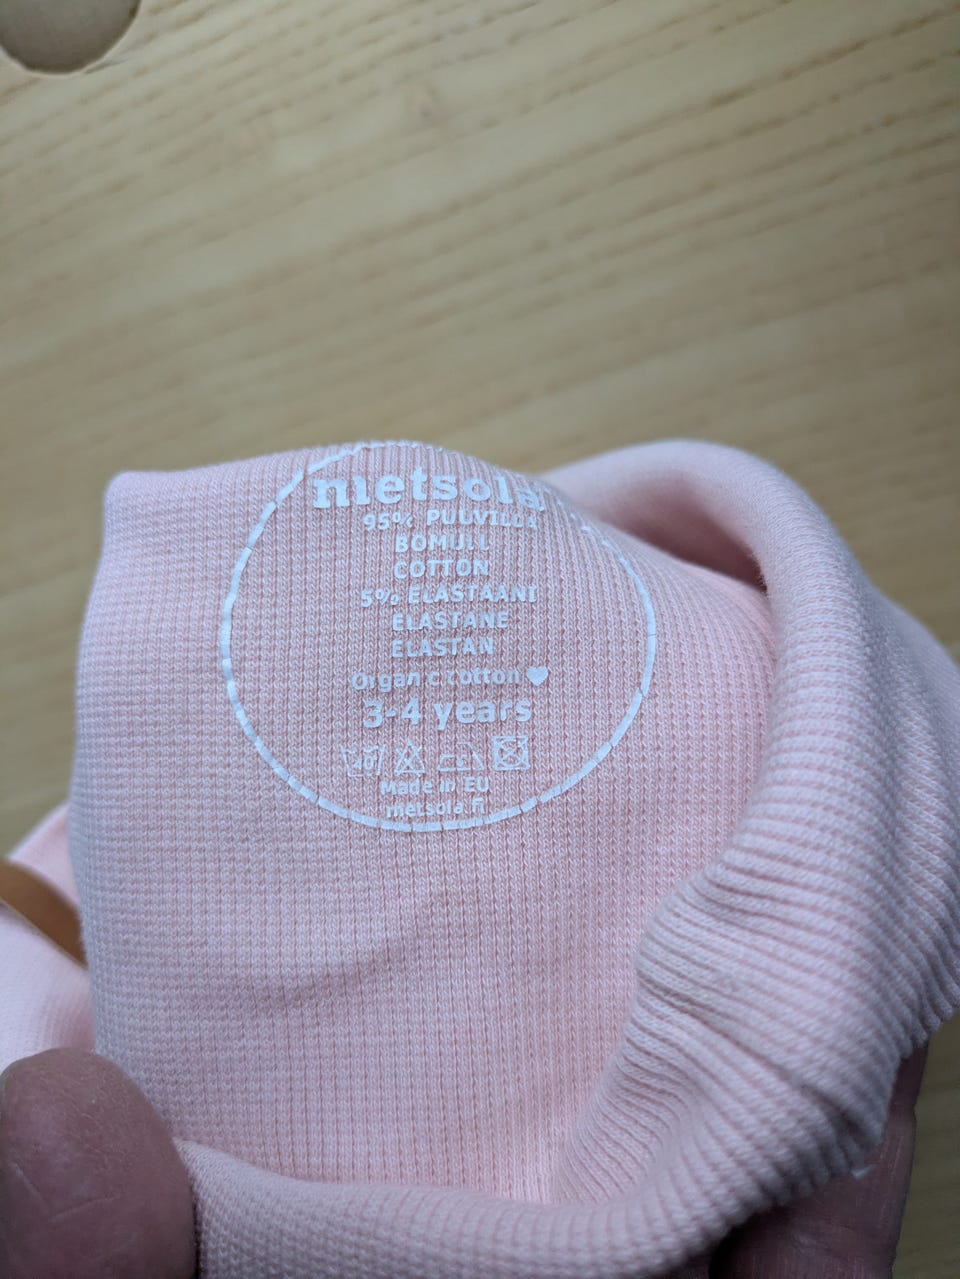 metsola
95% PUUVILLA
BOMULL
COTTON
5% ELASTAANI
ELASTANE
ELASTAN
Organic cotton ♥
3-4 years
40
Made in EU
metsola.fi